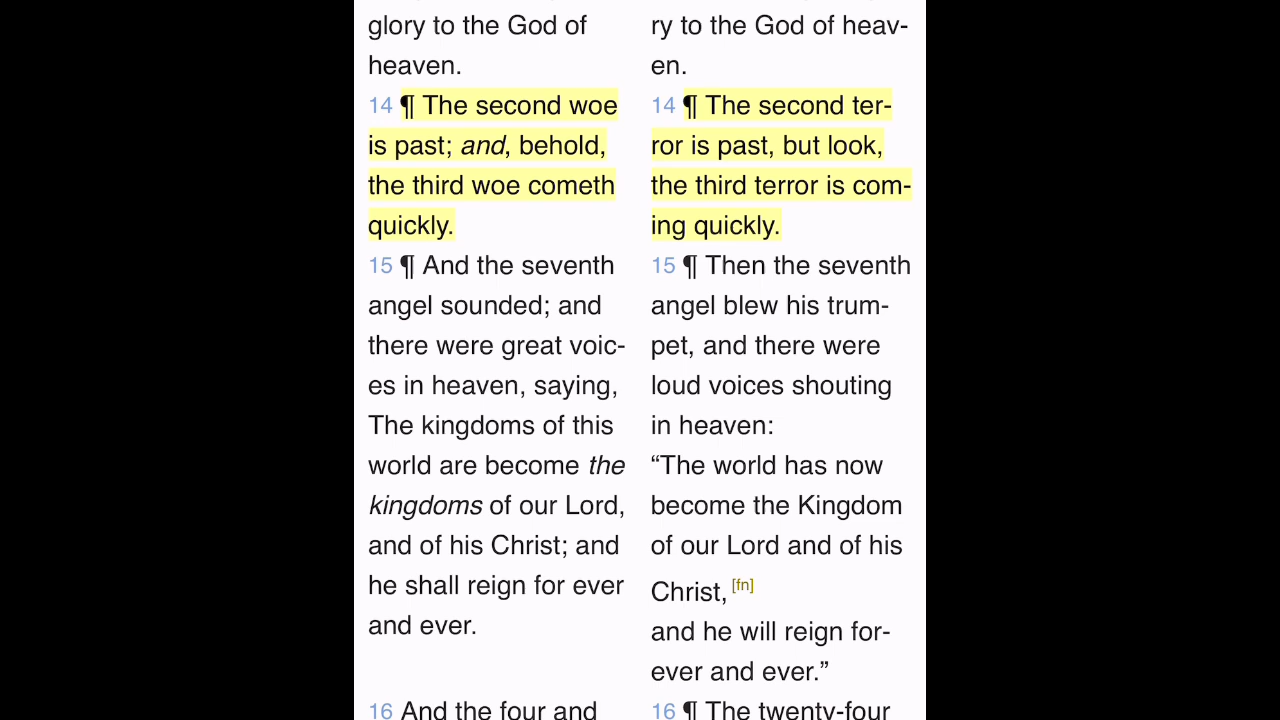 glory to the God of
heaven.
14 ¶ The second woe
is past; and, behold,
the third woe cometh
quickly.
15 ¶ And the seventh
angel sounded; and
there were great voic-
es in heaven, saying,
The kingdoms of this
world are become the
kingdoms of our Lord,
and of his Christ; and
he shall reign for ever
and ever.
16 And the four and
ry to the God of heav-
en.
14 ¶ The second ter-
ror is past, but look,
the third terror is com-
ing quickly.
15 ¶ Then the seventh
angel blew his trum-
pet, and there were
loud voices shouting
in heaven:
“The world has now
become the Kingdom
of our Lord and of his
Christ, [fn]
and he will reign for-
ever and ever.”
16 ¶ The twenty-four